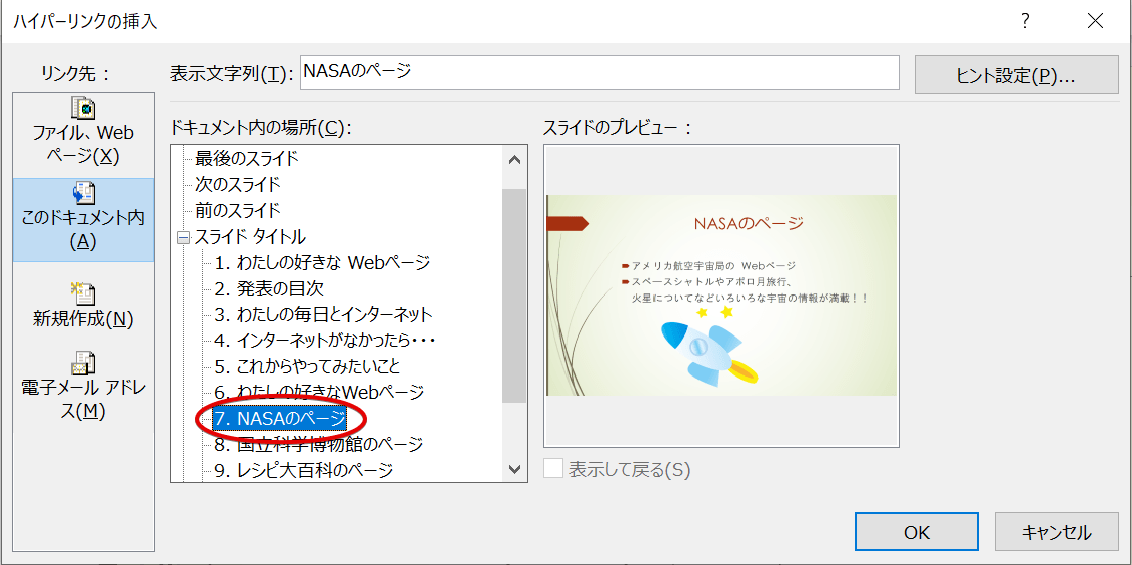 ハイパーリンクの挿入
?
リンク先：
表示文字列(T):
NASAのページ
ヒント設定(P)...
ファイル、Web
ページ(X)
このドキュメント内
(A)
新規作成(N)
電子メール アドレ
ス(M)
ドキュメント内の場所(C):
最後のスライド
次のスライド
前のスライド
スライド タイトル
1. わたしの好きな Webページ
2. 発表の目次
3. わたしの毎日とインターネット
4. インターネットがなかったら･･･
5. これからやってみたいこと
6. わたしの好きなWebページ
7. NASAのページ
8. 国立科学博物館のページ
9. レシピ大百科のページ
スライドのプレビュー：
NASAのページ
アメリカ航空宇宙局の Webページ
スペースシャトルやアポロ月旅行、
火星についてなどいろいろな宇宙の情報が満載！！
表示して戻る(S)
OK
キャンセル